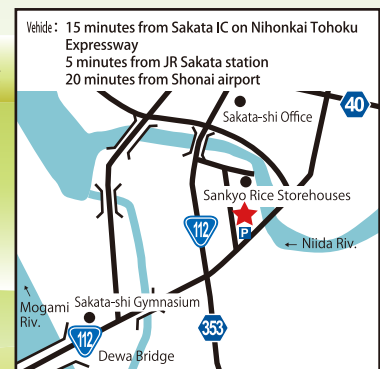 Vehicle: 15 minutes from Sakata IC on Nihonkai Tohoku
Expressway
5 minutes from JR Sakata station
20 minutes from Shonai airport
40
Sakata-shi Office
Sankyo Rice Storehouses
112
P
← Niida Riv.
Mogami
Riv.
Sakata-shi Gymnasium
353
112
Dewa Bridge